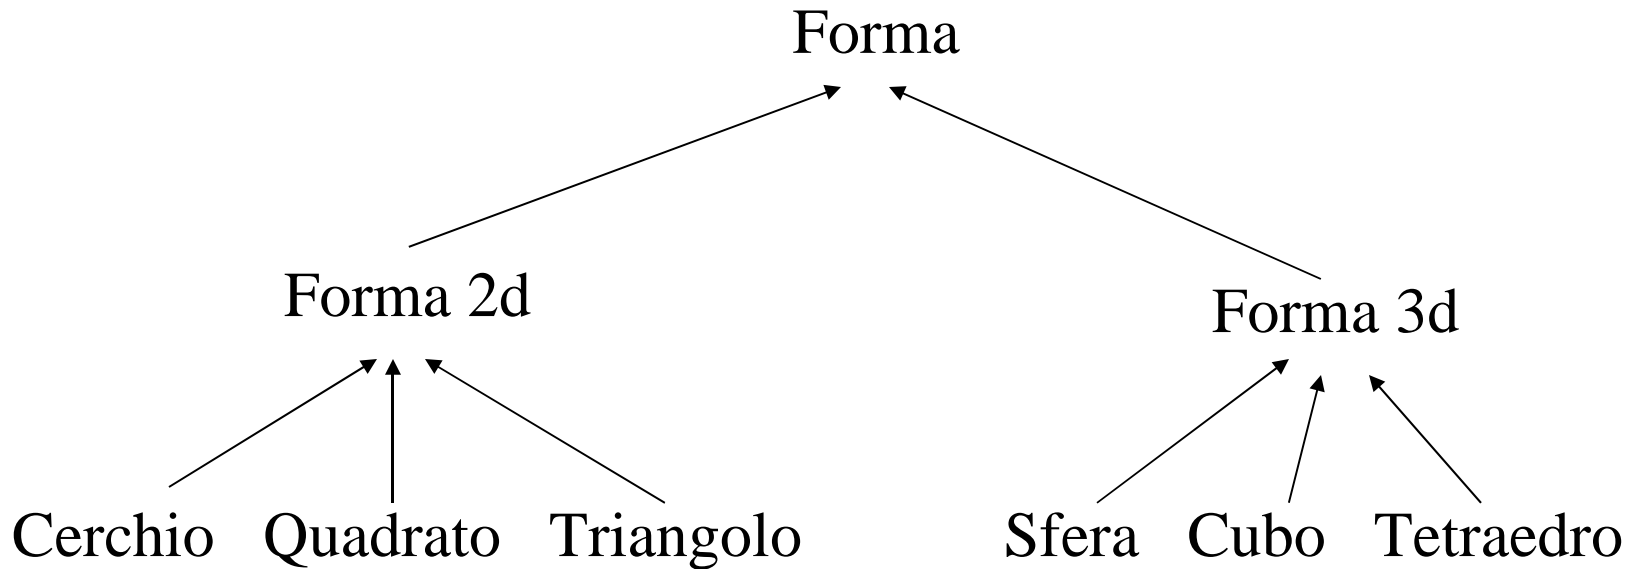 Forma
Forma 2d
Forma 3d
Cerchio Quadrato Triangolo Sfera Cubo Tetraedro